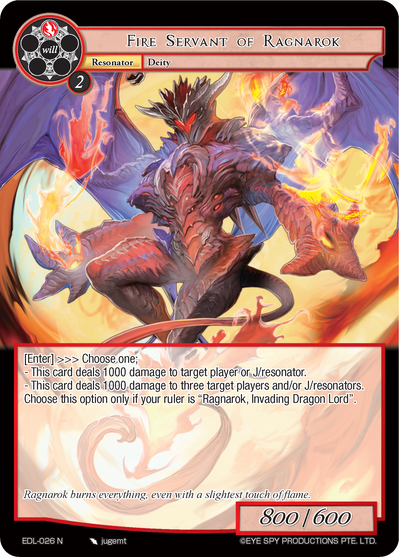 Fire Servant of Ragnarok
will
Resonator Deity
2
[Enter] >>> Choose one;
- This card deals 1000 damage to target player or J/resonator.
- This card deals 1000 damage to three target players and/or J/resonators.
Choose this option only if your ruler is “Ragnarok, Invading Dragon Lord”.
Ragnarok burns everything, even with a slightest touch of flame.
800/600
EDL-026 N jugemt ©EYE SPY PRODUCTIONS PTE. LTD.